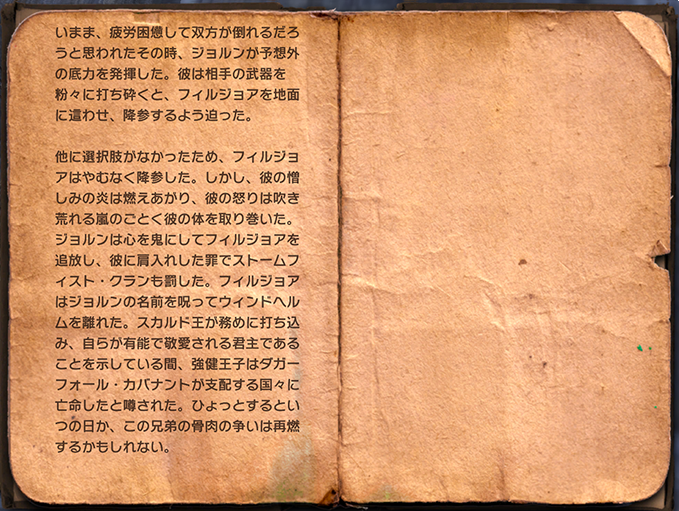 いまま、疲労困憊して双方が倒れるだろ
うと思われたその時、ジョルンが予想外
の底力を発揮した。彼は相手の武器を
粉々に打ち砕くと、フィルジョアを地面
に這わせ、降参するよう迫った。

他に選択肢がなかったため、フィルジョ
アはやむなく降参した。しかし、彼の憎
しみの炎は燃えあがり、彼の怒りは吹き
荒れる嵐のごとく彼の体を取り巻いた。
ジョルンは心を鬼にしてフィルジョアを
追放し、彼に肩入れした罪でストームフ
ィスト・クランも罰した。フィルジョア
はジョルンの名前を呪ってウィンドヘル
ムを離れた。スカルド王が務めに打ち込
み、自らが有能で敬愛される君主である
ことを示している間、強健王子はダガー
フォール・カバナントが支配する国々に
亡命したと噂された。ひょっとするとい
つの日か、この兄弟の骨肉の争いは再燃
するかもしれない。